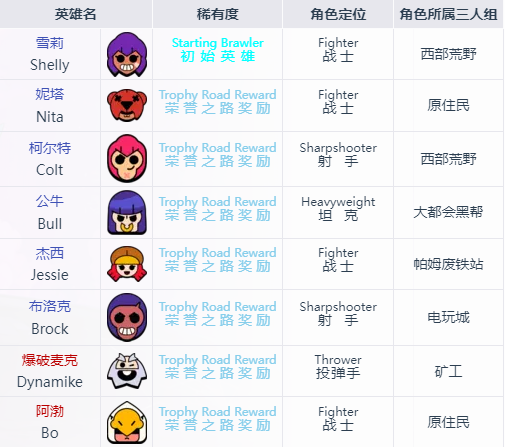 英雄名 稀有度 角色定位 角色所属三人组
雪莉 Starting Brawler Fighter 西部荒野
Shelly 初始英雄 战士
妮塔 Trophy Road Reward Fighter 原住民
Nita 荣誉之路奖励 战士
柯尔特 Trophy Road Reward Sharpshooter 西部荒野
Colt 荣誉之路奖励 射手
公牛 Trophy Road Reward Heavyweight 大都会黑帮
Bull 荣誉之路奖励 坦克
杰西 Trophy Road Reward Fighter 帕姆废铁站
Jessie 荣誉之路奖励 战士
布洛克 Trophy Road Reward Sharpshooter 电玩城
Brock 荣誉之路奖励 射手
爆破麦克 Trophy Road Reward Thrower 矿工
Dynamike 荣誉之路奖励 投弹手
阿渤 Trophy Road Reward Fighter 原住民
Bo 荣誉之路奖励 战士